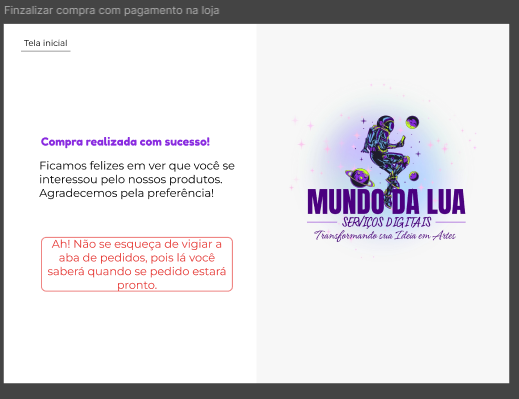 Finzalizar compra com pagamento na loja
Tela inicial
Compra realizada com sucesso!
Ficamos felizes em ver que você se
interessou pelo nossos produtos.
Agradecemos pela preferência!
Ah! Não se esqueça de vigiar a
aba de pedidos, pois lá você
saberá quando se pedido estará
pronto.
MUNDO DA LUA
SERVIÇOS DIGITAIS
Transformando sua Ideia em Artes